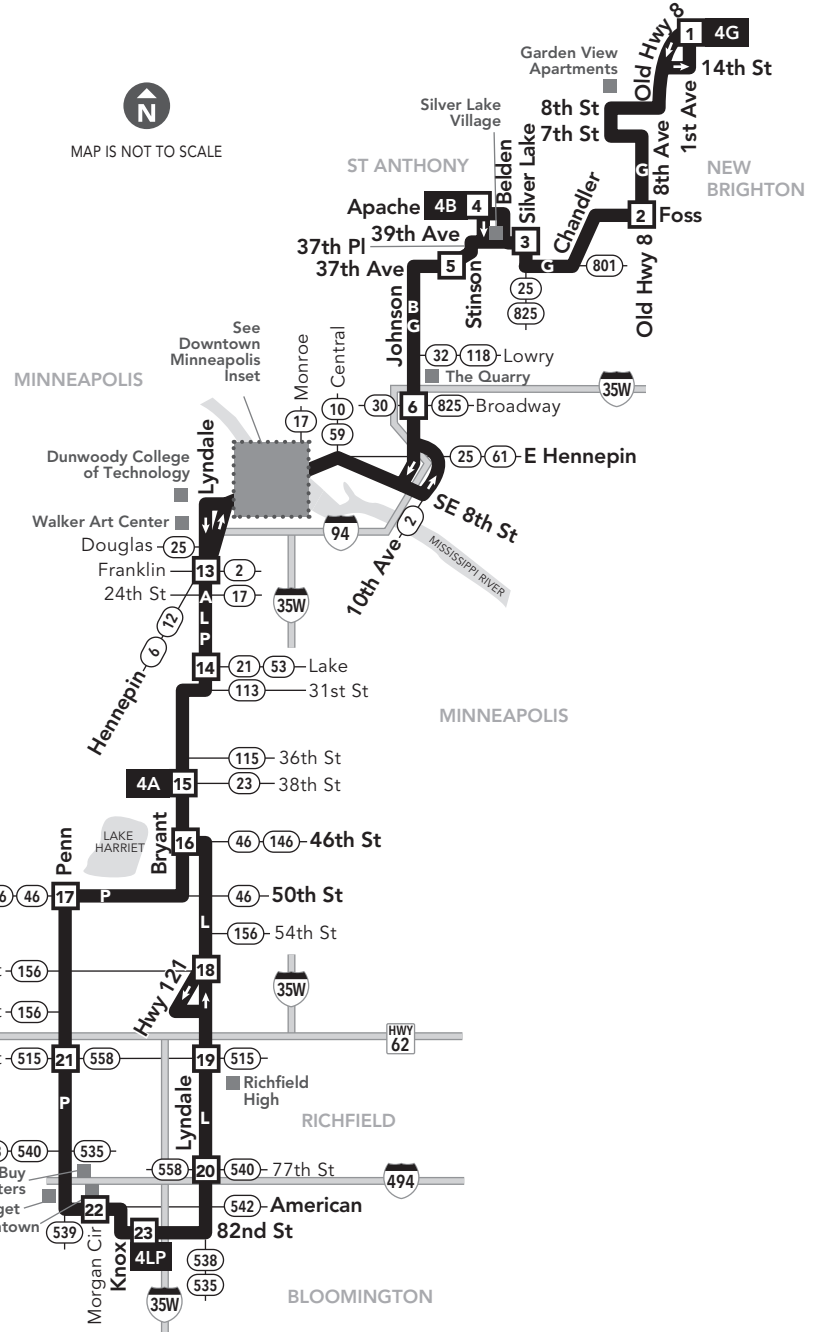 Old Hwy 8
1
4G
Garden View
Apartments
14th St
N
MAP IS NOT TO SCALE
Silver Lake
Village
8th St
7th St
1st Ave
8th Ave
ST ANTHONY
Belden
Silver Lake
G
NEW
BRIGHTON
Chandler
Apache
4B
4
2
Foss
39th Ave
37th Pl
3
37th Ave
5
G
801
Stinson
25
825
Old Hwy 8
Johnson
B
G
See
Downtown
Minneapolis
Inset
Monroe
Central
32
118
Lowry
MINNEAPOLIS
The Quarry
35W
17
10
59
30
6
825
Broadway
Lyndale
Dunwoody College
of Technology
25
61
E Hennepin
Walker Art Center
SE 8th St
Douglas
25
94
2
10th Ave
MISSISSIPPI RIVER
Franklin
13
2
24th St
A
17
35W
L
P
12
6
Hennepin
14
21
53
Lake
113
31st St
MINNEAPOLIS
115
36th St
4A
15
23
38th St
LAKE
HARRIET
Penn
Bryant
16
46
146
46th St
6
46
17
P
46
50th St
L
156
54th St
156
18
Hwy 121
35W
156
HWY
62
515
21
558
19
515
Richfield
High
P
Lyndale
L
RICHFIELD
540
535
558
20
540
77th St
Buy
ters
494
get
22
542
American
ntown
539
Morgan Cir
Knox
23
82nd St
4LP
538
535
35W
BLOOMINGTON